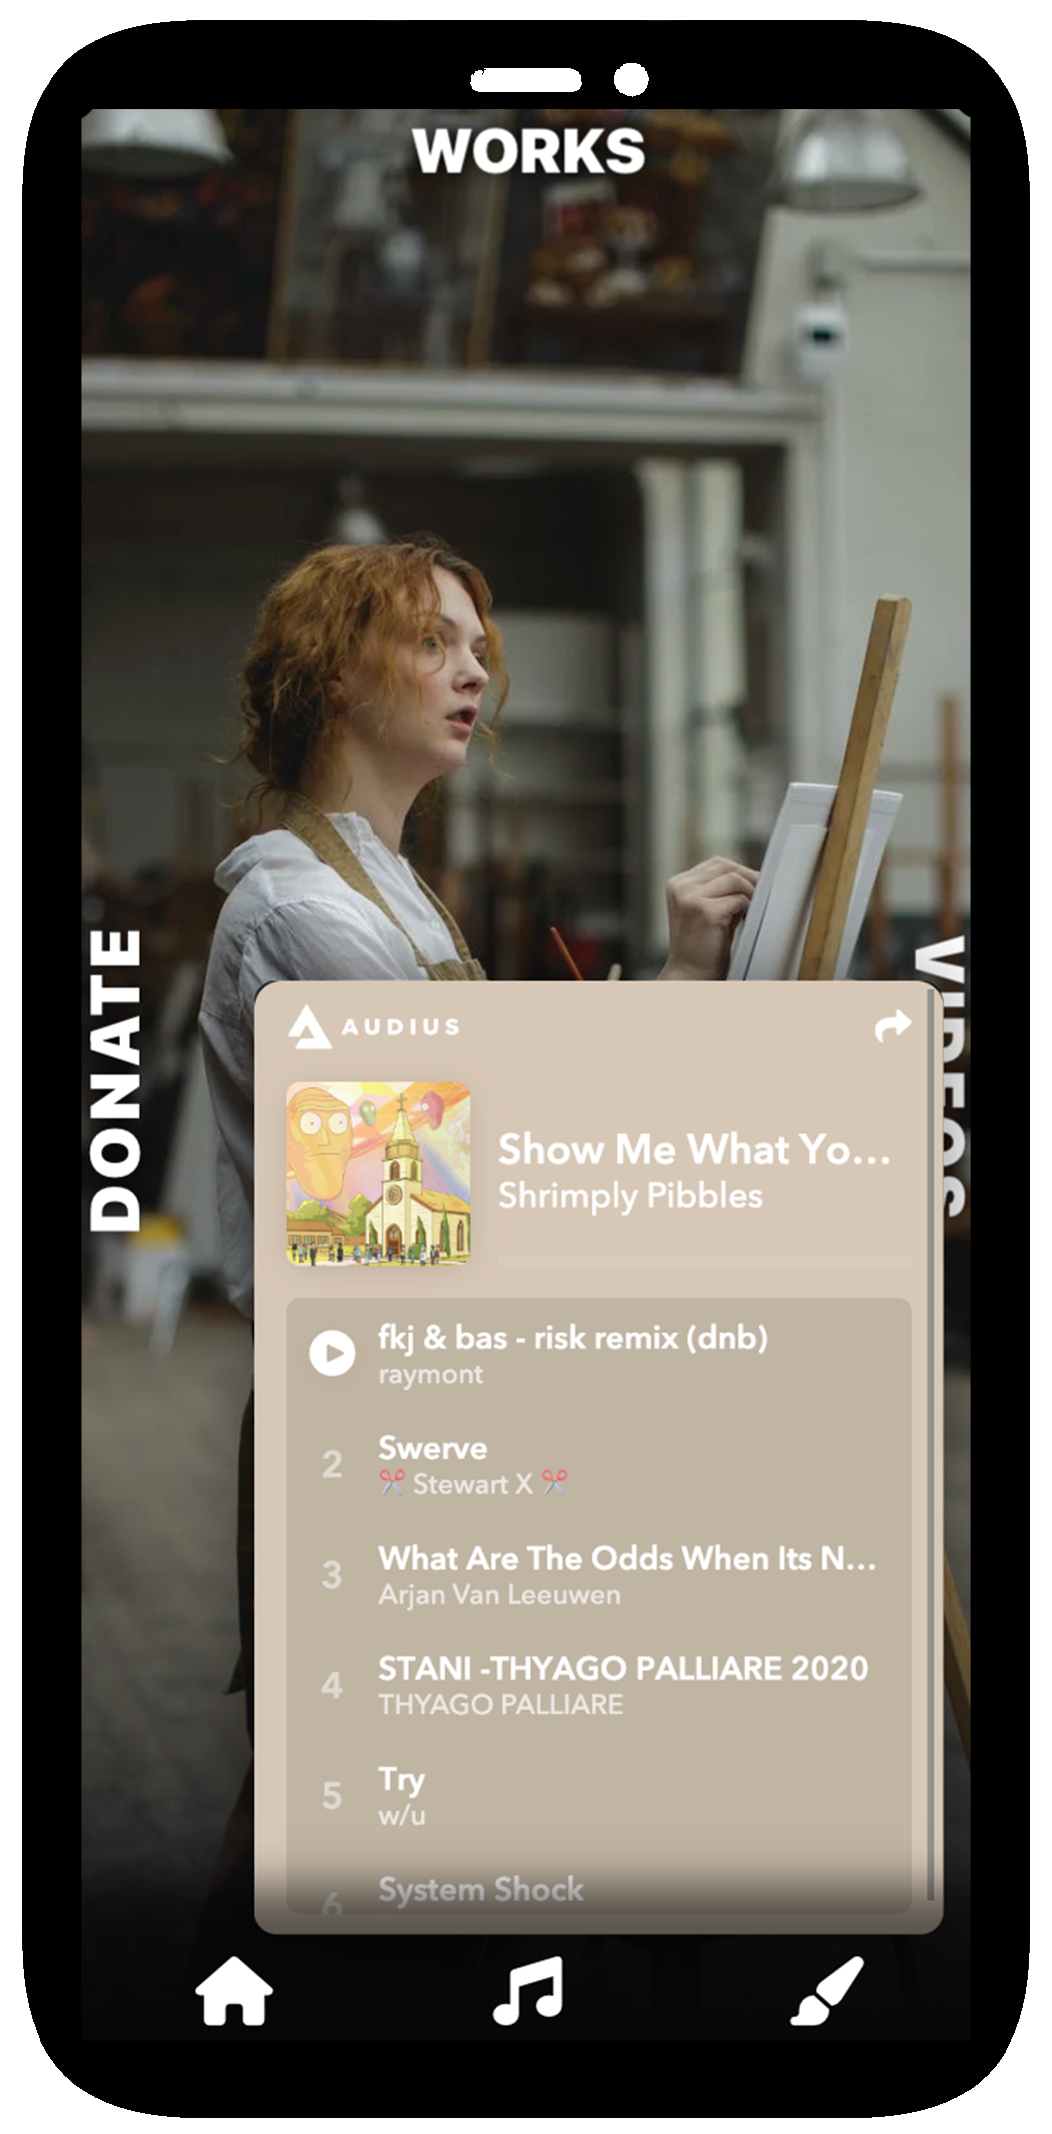 WORKS
DONATE
VIDEOS
AUDIUS
Show Me What Yo...
Shrimply Pibbles
fkj & bas - risk remix (dnb)
raymont
2
Swerve
✂️ Stewart X ✂️
3
What Are The Odds When Its N...
Arjan Van Leeuwen
4
STANI -THYAGO PALLIARE 2020
THYAGO PALLIARE
5
Try
w/u
6
System Shock